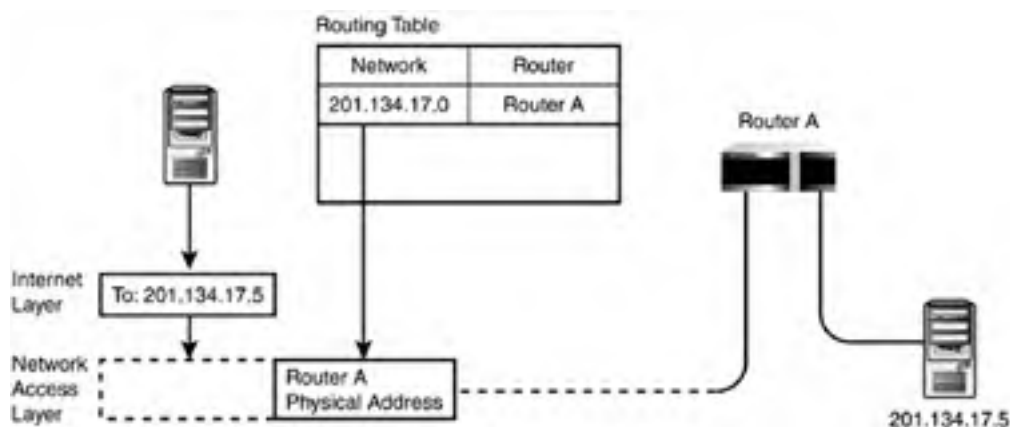 Routing Table
Network Router
201.134.17.0 Router A
Router A
Internet
Layer
To: 201.134.17.5
Network
Access
Layer
Router A
Physical Address
201.134.17.5